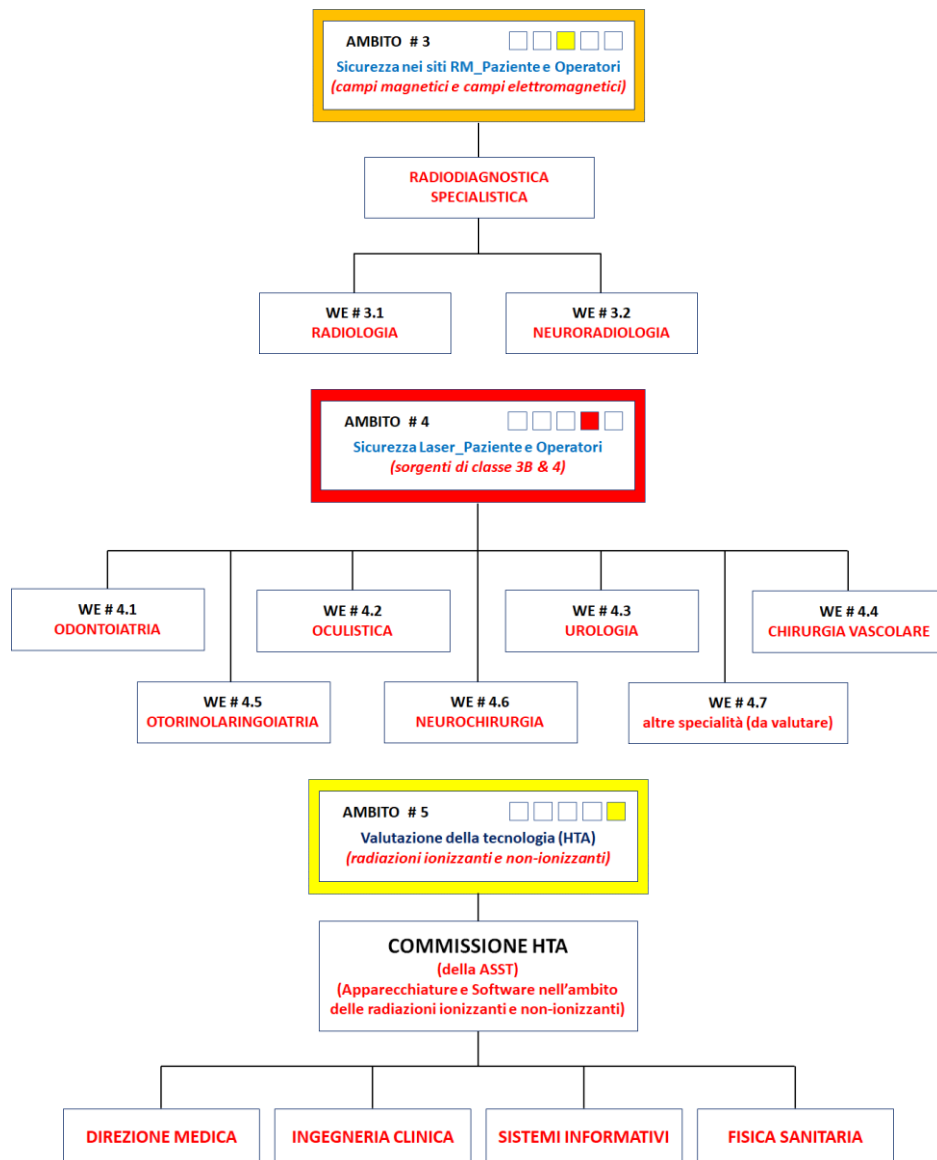 AMBITO # 3
Sicurezza nei siti RM_Paziente e Operatori
(campi magnetici e campi elettromagnetici)
RADIODIAGNOSTICA
SPECIALISTICA
WE # 3.1
RADIOLOGIA
WE # 3.2
NEURORADIOLOGIA
AMBITO # 4
Sicurezza Laser_Paziente e Operatori
(sorgenti di classe 3B & 4)
WE # 4.1
ODONTOIATRIA
WE # 4.2
OCULISTICA
WE # 4.3
UROLOGIA
WE # 4.4
CHIRURGIA VASCOLARE
WE # 4.5
OTORINOLARINGOIATRIA
WE # 4.6
NEUROCHIRURGIA
WE # 4.7
altre specialità (da valutare)
AMBITO # 5
Valutazione della tecnologia (HTA)
(radiazioni ionizzanti e non-ionizzanti)
COMMISSIONE HTA
(della ASST)
(Apparecchiature e Software nell'ambito
delle radiazioni ionizzanti e non-ionizzanti)
DIREZIONE MEDICA
INGEGNERIA CLINICA
SISTEMI INFORMATIVI
FISICA SANITARIA